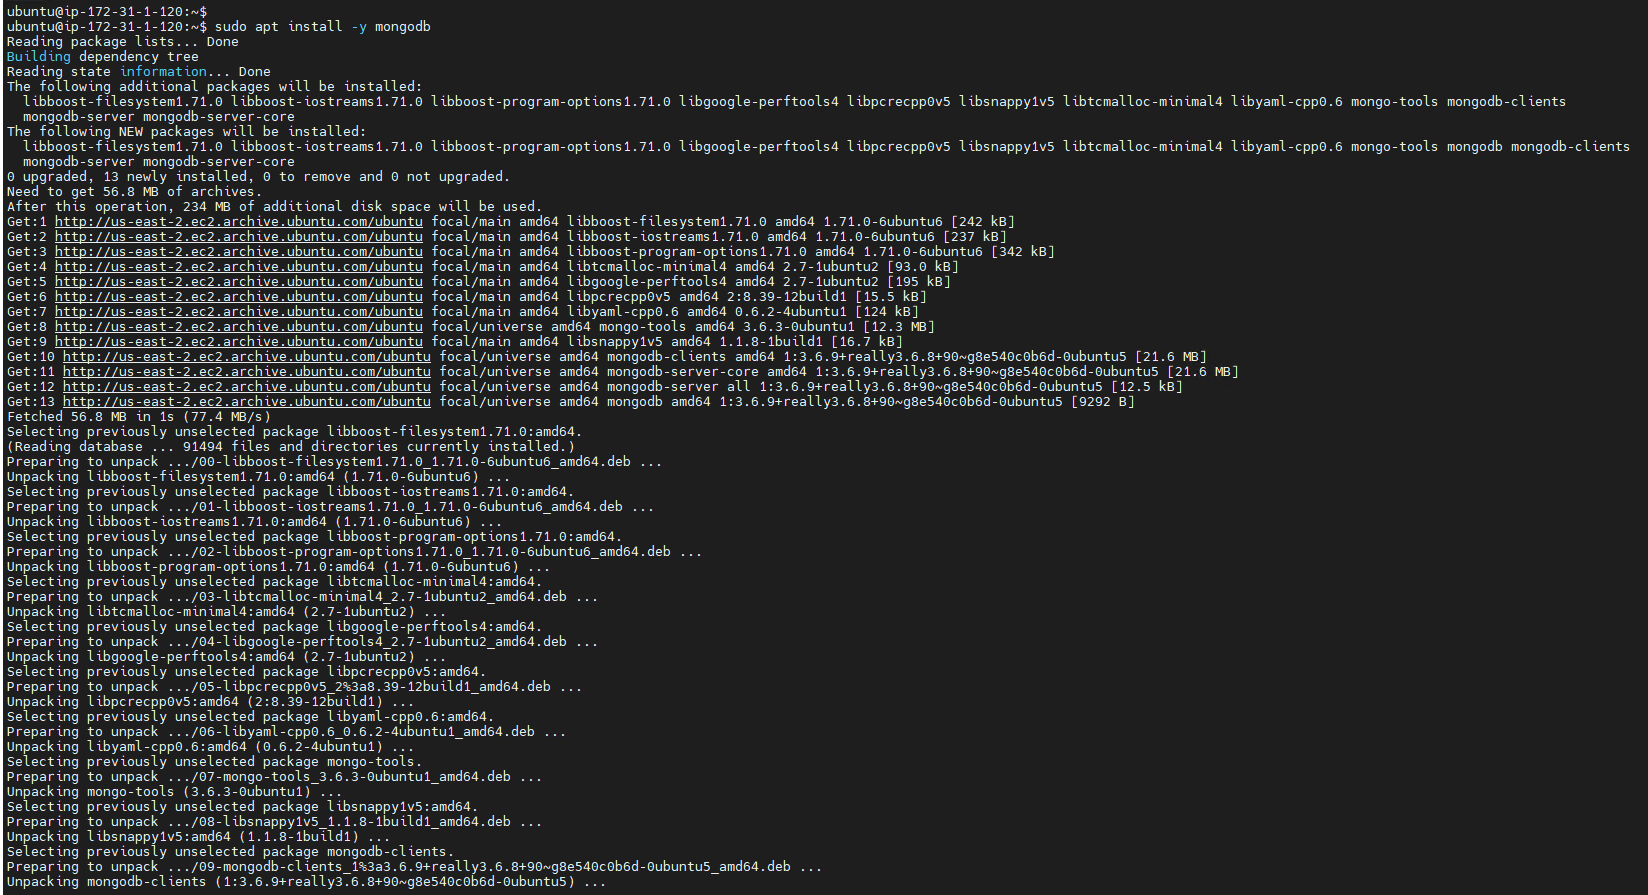 ubuntu@ip-172-31-1-120:~$
ubuntu@ip-172-31-1-120:~$ sudo apt install -y mongodb
Reading package lists... Done
Building dependency tree
Reading state information... Done
The following additional packages will be installed:
  libboost-filesystem1.71.0 libboost-iostreams1.71.0 libboost-program-options1.71.0 libgoogle-perftools4 libpcrecpp0v5 libsnappy1v5 libtcmalloc-minimal4 libyaml-cpp0.6 mongo-tools mongodb-clients
  mongodb-server mongodb-server-core
The following NEW packages will be installed:
  libboost-filesystem1.71.0 libboost-iostreams1.71.0 libboost-program-options1.71.0 libgoogle-perftools4 libpcrecpp0v5 libsnappy1v5 libtcmalloc-minimal4 libyaml-cpp0.6 mongo-tools mongodb mongodb-clients
  mongodb-server mongodb-server-core
0 upgraded, 13 newly installed, 0 to remove and 0 not upgraded.
Need to get 56.8 MB of archives.
After this operation, 234 MB of additional disk space will be used.
Get:1 http://us-east-2.ec2.archive.ubuntu.com/ubuntu focal/main amd64 libboost-filesystem1.71.0 amd64 1.71.0-6ubuntu6 [242 kB]
Get:2 http://us-east-2.ec2.archive.ubuntu.com/ubuntu focal/main amd64 libboost-iostreams1.71.0 amd64 1.71.0-6ubuntu6 [237 kB]
Get:3 http://us-east-2.ec2.archive.ubuntu.com/ubuntu focal/main amd64 libboost-program-options1.71.0 amd64 1.71.0-6ubuntu6 [342 kB]
Get:4 http://us-east-2.ec2.archive.ubuntu.com/ubuntu focal/main amd64 libtcmalloc-minimal4 amd64 2.7-1ubuntu2 [93.0 kB]
Get:5 http://us-east-2.ec2.archive.ubuntu.com/ubuntu focal/main amd64 libgoogle-perftools4 amd64 2.7-1ubuntu2 [195 kB]
Get:6 http://us-east-2.ec2.archive.ubuntu.com/ubuntu focal/main amd64 libpcrecpp0v5 amd64 2:8.39-12build1 [15.5 kB]
Get:7 http://us-east-2.ec2.archive.ubuntu.com/ubuntu focal/main amd64 libyaml-cpp0.6 amd64 0.6.2-4ubuntu1 [124 kB]
Get:8 http://us-east-2.ec2.archive.ubuntu.com/ubuntu focal/universe amd64 mongo-tools amd64 3.6.3-0ubuntu1 [12.3 MB]
Get:9 http://us-east-2.ec2.archive.ubuntu.com/ubuntu focal/main amd64 libsnappy1v5 amd64 1.1.8-1build1 [16.7 kB]
Get:10 http://us-east-2.ec2.archive.ubuntu.com/ubuntu focal/universe amd64 mongodb-clients amd64 1:3.6.9+really3.6.8+90~g8e540c0b6d-0ubuntu5 [21.6 MB]
Get:11 http://us-east-2.ec2.archive.ubuntu.com/ubuntu focal/universe amd64 mongodb-server-core amd64 1:3.6.9+really3.6.8+90~g8e540c0b6d-0ubuntu5 [21.6 MB]
Get:12 http://us-east-2.ec2.archive.ubuntu.com/ubuntu focal/universe amd64 mongodb-server all 1:3.6.9+really3.6.8+90~g8e540c0b6d-0ubuntu5 [12.5 kB]
Get:13 http://us-east-2.ec2.archive.ubuntu.com/ubuntu focal/universe amd64 mongodb amd64 1:3.6.9+really3.6.8+90~g8e540c0b6d-0ubuntu5 [9292 B]
Fetched 56.8 MB in 1s (77.4 MB/s)
Selecting previously unselected package libboost-filesystem1.71.0:amd64.
(Reading database ... 91494 files and directories currently installed.)
Preparing to unpack .../00-libboost-filesystem1.71.0_1.71.0-6ubuntu6_amd64.deb ...
Unpacking libboost-filesystem1.71.0:amd64 (1.71.0-6ubuntu6) ...
Selecting previously unselected package libboost-iostreams1.71.0:amd64.
Preparing to unpack .../01-libboost-iostreams1.71.0_1.71.0-6ubuntu6_amd64.deb ...
Unpacking libboost-iostreams1.71.0:amd64 (1.71.0-6ubuntu6) ...
Selecting previously unselected package libboost-program-options1.71.0:amd64.
Preparing to unpack .../02-libboost-program-options1.71.0_1.71.0-6ubuntu6_amd64.deb ...
Unpacking libboost-program-options1.71.0:amd64 (1.71.0-6ubuntu6) ...
Selecting previously unselected package libtcmalloc-minimal4:amd64.
Preparing to unpack .../03-libtcmalloc-minimal4_2.7-1ubuntu2_amd64.deb ...
Unpacking libtcmalloc-minimal4:amd64 (2.7-1ubuntu2) ...
Selecting previously unselected package libgoogle-perftools4:amd64.
Preparing to unpack .../04-libgoogle-perftools4_2.7-1ubuntu2_amd64.deb ...
Unpacking libgoogle-perftools4:amd64 (2.7-1ubuntu2) ...
Selecting previously unselected package libpcrecpp0v5:amd64.
Preparing to unpack .../05-libpcrecpp0v5_2%3a8.39-12build1_amd64.deb ...
Unpacking libpcrecpp0v5:amd64 (2:8.39-12build1) ...
Selecting previously unselected package libyaml-cpp0.6:amd64.
Preparing to unpack .../06-libyaml-cpp0.6_0.6.2-4ubuntu1_amd64.deb ...
Unpacking libyaml-cpp0.6:amd64 (0.6.2-4ubuntu1) ...
Selecting previously unselected package mongo-tools.
Preparing to unpack .../07-mongo-tools_3.6.3-0ubuntu1_amd64.deb ...
Unpacking mongo-tools (3.6.3-0ubuntu1) ...
Selecting previously unselected package libsnappy1v5:amd64.
Preparing to unpack .../08-libsnappy1v5_1.1.8-1build1_amd64.deb ...
Unpacking libsnappy1v5:amd64 (1.1.8-1build1) ...
Selecting previously unselected package mongodb-clients.
Preparing to unpack .../09-mongodb-clients_1%3a3.6.9+really3.6.8+90~g8e540c0b6d-0ubuntu5_amd64.deb ...
Unpacking mongodb-clients (1:3.6.9+really3.6.8+90~g8e540c0b6d-0ubuntu5) ...